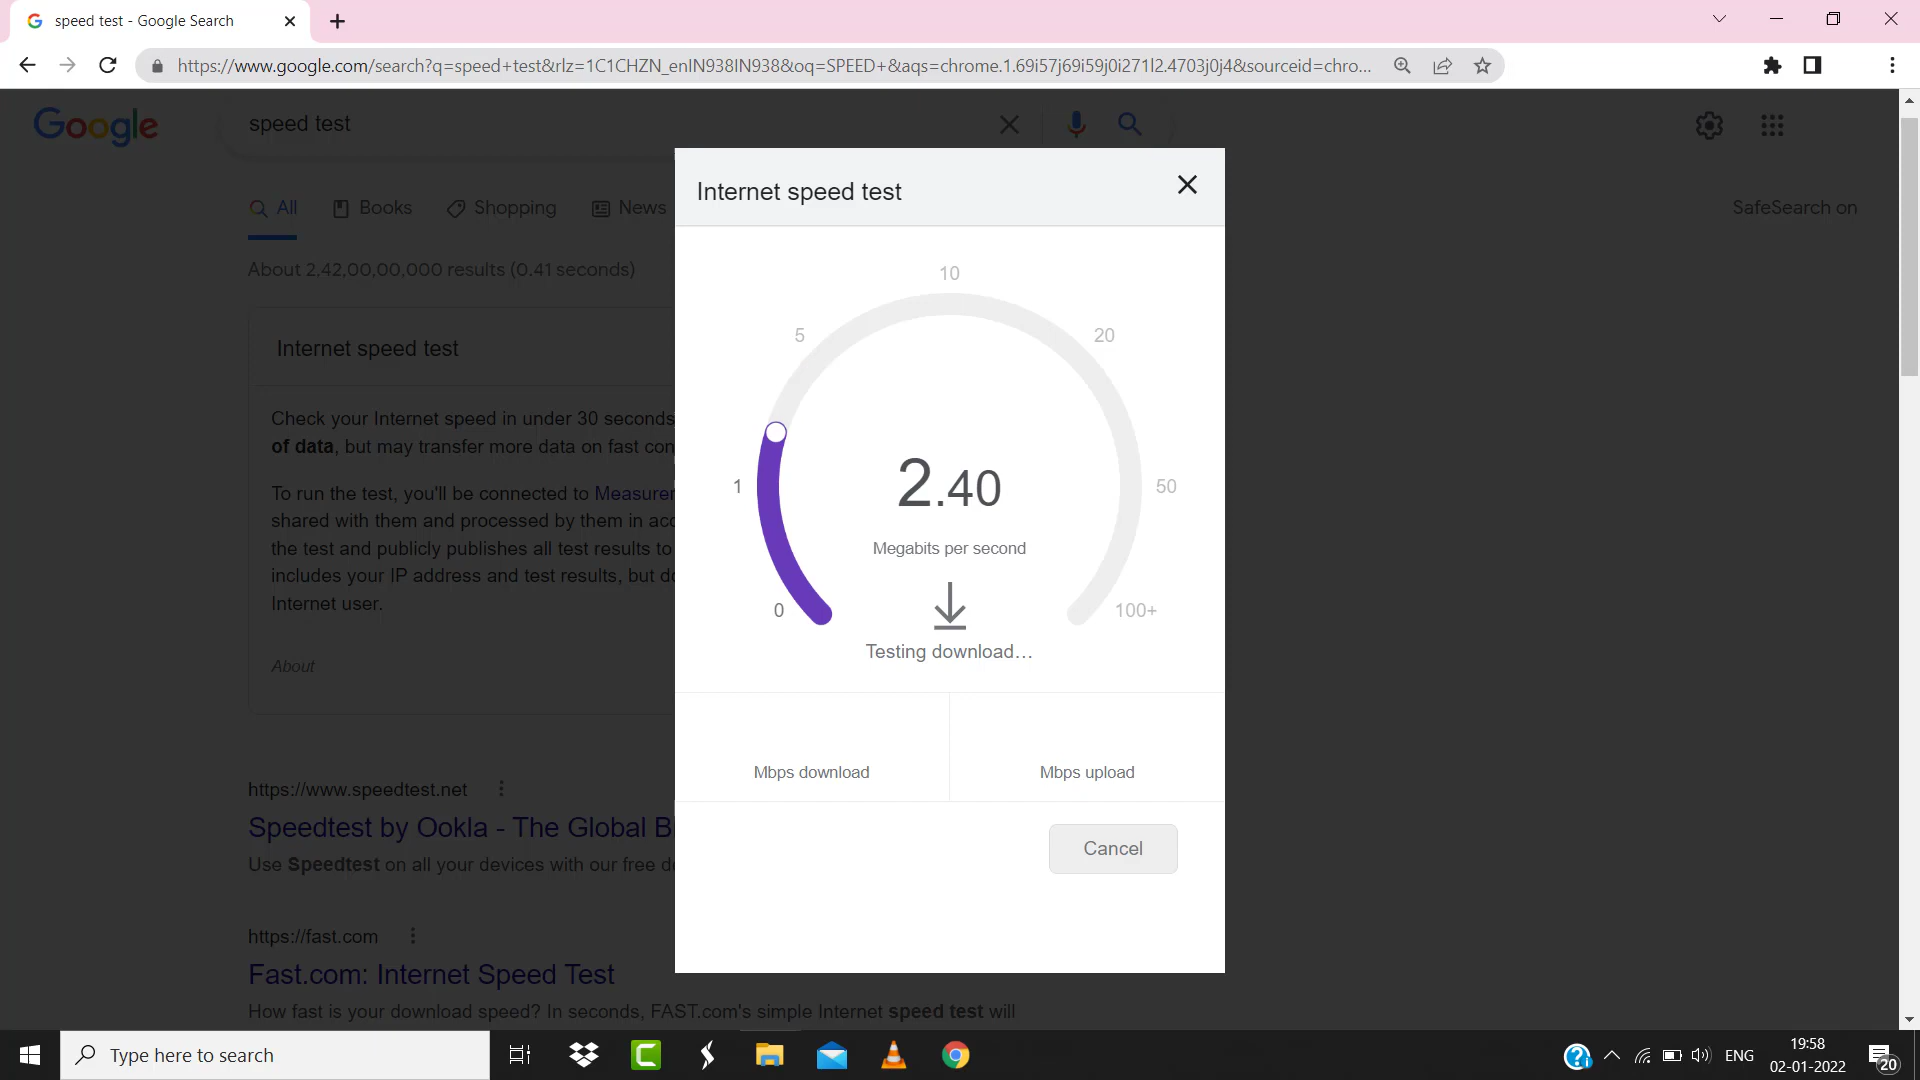 speed test - Google Search
https://www.google.com/search?q=speed+test&rlz=1C1CHZN_enIN938IN938&oq=SPEED+&aqs=chrome.1.69i57j69i59j0i271l2.4703j0j4&sourceid=chro...
Google
speed test
All
Books
Shopping
News
SafeSearch on
About 2,42,00,00,000 results (0.41 seconds)
Internet speed test
Check your Internet speed in under 30 seconds
of data, but may transfer more data on fast con
To run the test, you'll be connected to Measurer
shared with them and processed by them in acc
the test and publicly publishes all test results to
includes your IP address and test results, but do
Internet user.
About
https://www.speedtest.net
Speedtest by Ookla - The Global B
Use Speedtest on all your devices with our free de
https://fast.com
Fast.com: Internet Speed Test
How fast is your download speed? In seconds, FAST.com's simple Internet speed test will
Internet speed test
10
5
20
1
50
2.40
Megabits per second
0
100+
Testing download...
Mbps download
Mbps upload
Cancel
Type here to search
ENG
19:58
02-01-2022
20